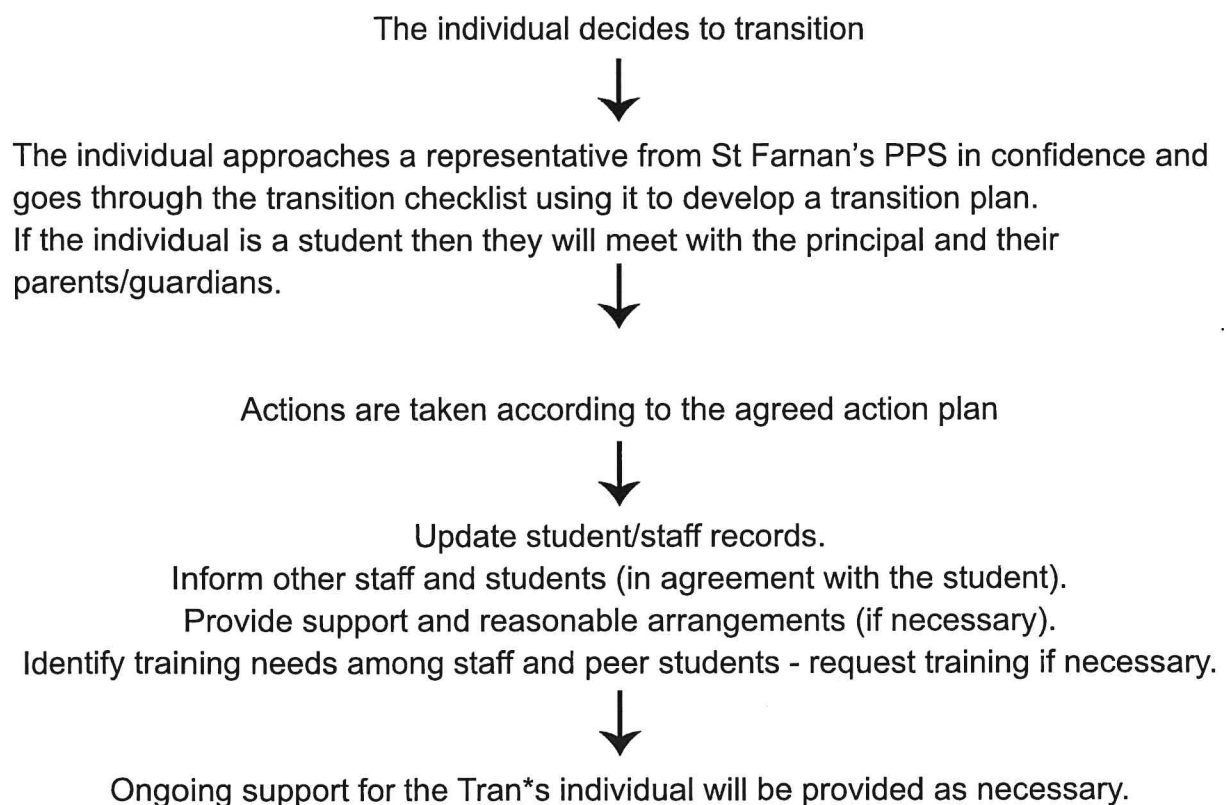 The individual decides to transition
The individual approaches a representative from St Farnan's PPS in confidence and
goes through the transition checklist using it to develop a transition plan.
If the individual is a student then they will meet with the principal and their
parents/guardians.
Actions are taken according to the agreed action plan
Update student/staff records.
Inform other staff and students (in agreement with the student).
Provide support and reasonable arrangements (if necessary).
Identify training needs among staff and peer students - request training if necessary.
Ongoing support for the Tran*s individual will be provided as necessary.